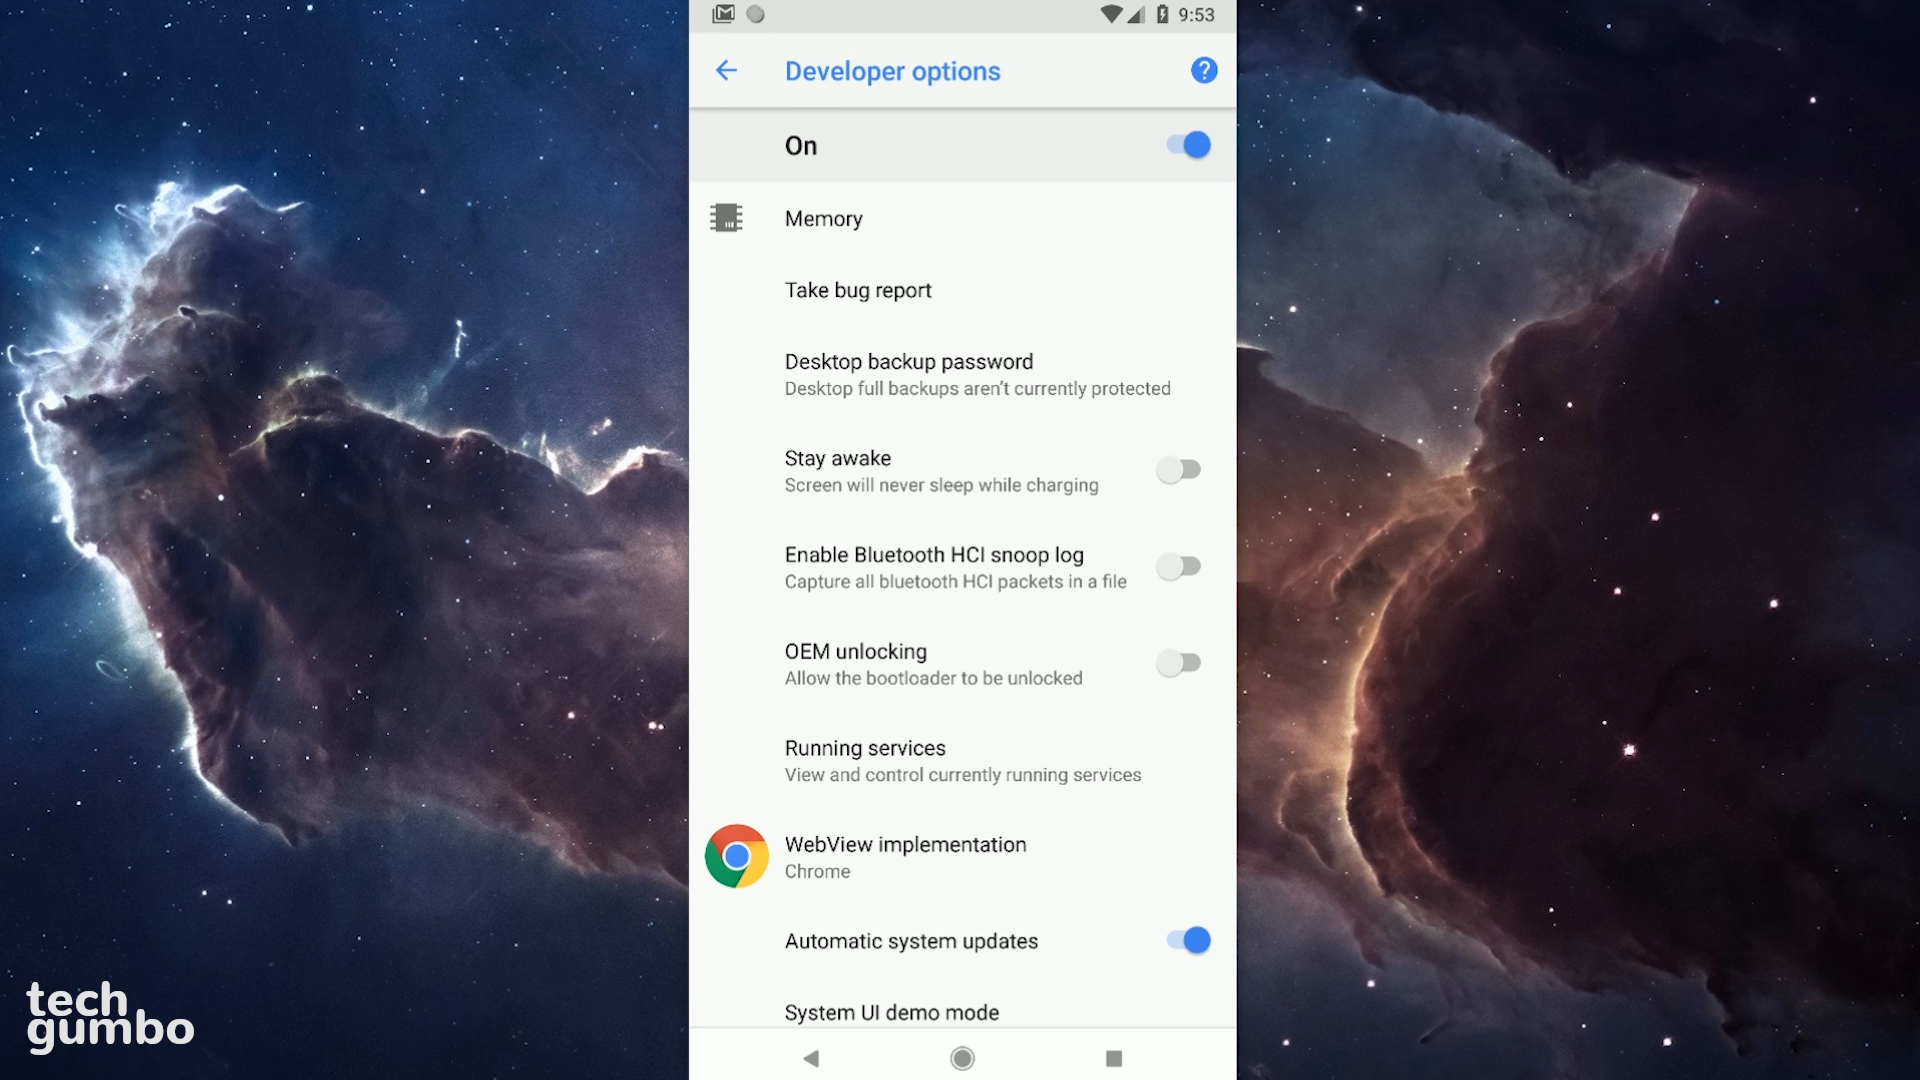 9:53
Developer options
?
On
Memory
Take bug report
Desktop backup password
Desktop full backups aren't currently protected
Stay awake
Screen will never sleep while charging
Enable Bluetooth HCI snoop log
Capture all bluetooth HCI packets in a file
OEM unlocking
Allow the bootloader to be unlocked
Running services
View and control currently running services
WebView implementation
Chrome
Automatic system updates
System UI demo mode
tech
gumbo